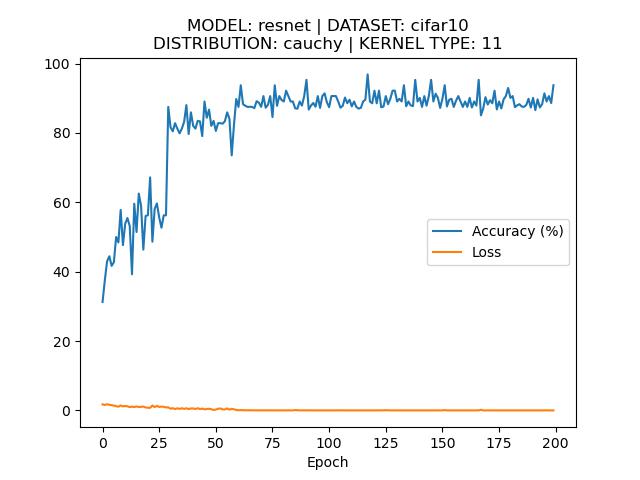 MODEL: resnet | DATASET: cifar10
DISTRIBUTION: cauchy | KERNEL TYPE: 11
100
80
60
40
20
0
Accuracy (%)
Loss
0 25 50 75 100 125 150 175 200
Epoch